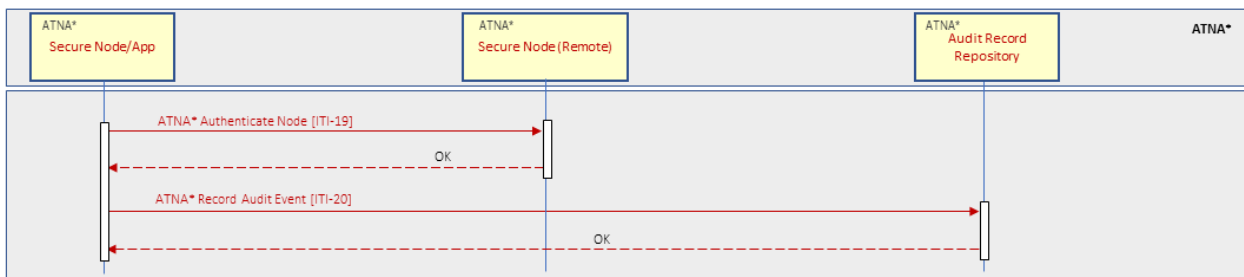 ATNA*
Secure Node/App
ATNA*
Secure Node (Remote)
ATNA*
Audit Record
Repository
ATNA*
ATNA* Authenticate Node [ITI-19]
OK
ATNA* Record Audit Event [ITI-20]
OK